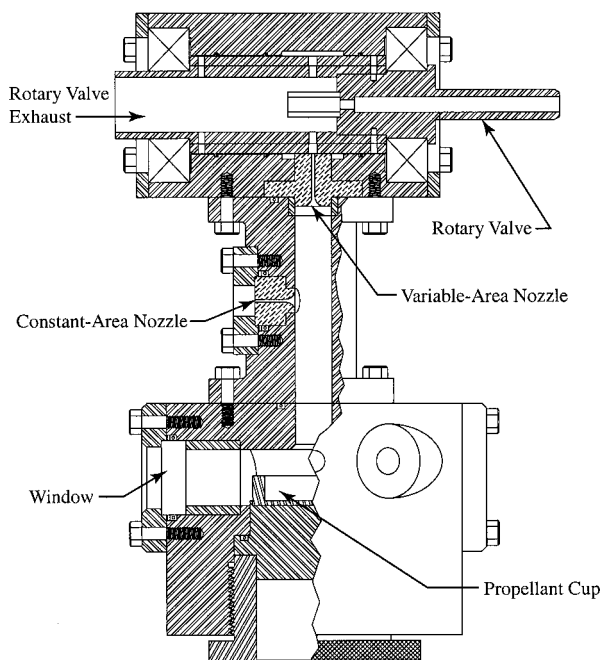 Rotary Valve
Exhaust
Rotary Valve
Variable-Area Nozzle
Constant-Area Nozzle
Window
Propellant Cup